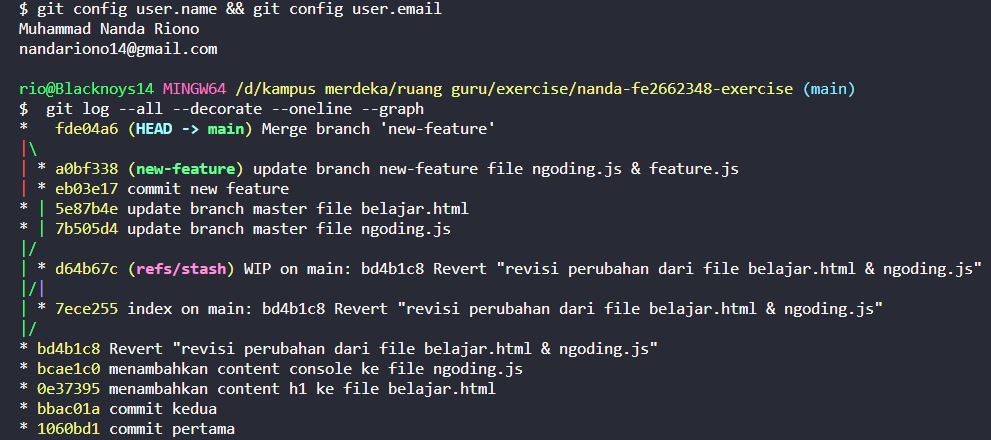 $ git config user.name && git config user.email
Muhammad Nanda Riono
nandariono14@gmail.com
rio@Blacknoys14 MINGW64 /d/kampus merdeka/ruang guru/exercise/nanda-fe2662348-exercise (main)
$  git log --all --decorate --oneline --graph
*   fde04a6 (HEAD -> main) Merge branch 'new-feature'
|\
| * a0bf338 (new-feature) update branch new-feature file ngoding.js & feature.js
| * eb03e17 commit new feature
* | 5e87b4e update branch master file belajar.html
* | 7b505d4 update branch master file ngoding.js
|/
| * d64b67c (refs/stash) WIP on main: bd4b1c8 Revert "revisi perubahan dari file belajar.html & ngoding.js"
|/|
| * 7ece255 index on main: bd4b1c8 Revert "revisi perubahan dari file belajar.html & ngoding.js"
|/
* bd4b1c8 Revert "revisi perubahan dari file belajar.html & ngoding.js"
* bcae1c0 menambahkan content console ke file ngoding.js
* 0e37395 menambahkan content h1 ke file belajar.html
* bbac01a commit kedua
* 1060bd1 commit pertama